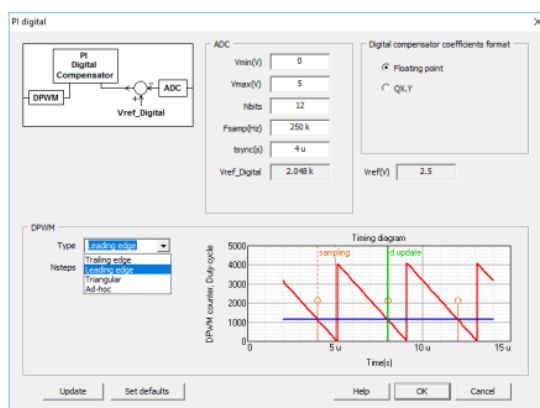 PI digital
PI
Digital
Compensator
DPWM
ADC
+
-
Vref_Digital
ADC
Vmin(V) 0
Vmax(V) 5
Nbits 12
Fsamp(Hz) 250 k
tsync(s) 4 u
Vref_Digital 2.048 k
Digital compensator coefficients format
Floating point
QX.Y
Vref(V) 2.5
DPWM
Type Leading edge
Trailing edge
Leading edge
Triangular
Ad-hoc
Nsteps
Timing diagram
sampling
d update
DPWM counter, Duty cycle
5000
4000
3000
2000
1000
0
0 5 u 10 u 15 u
Time(s)
Update Set defaults Help OK Cancel